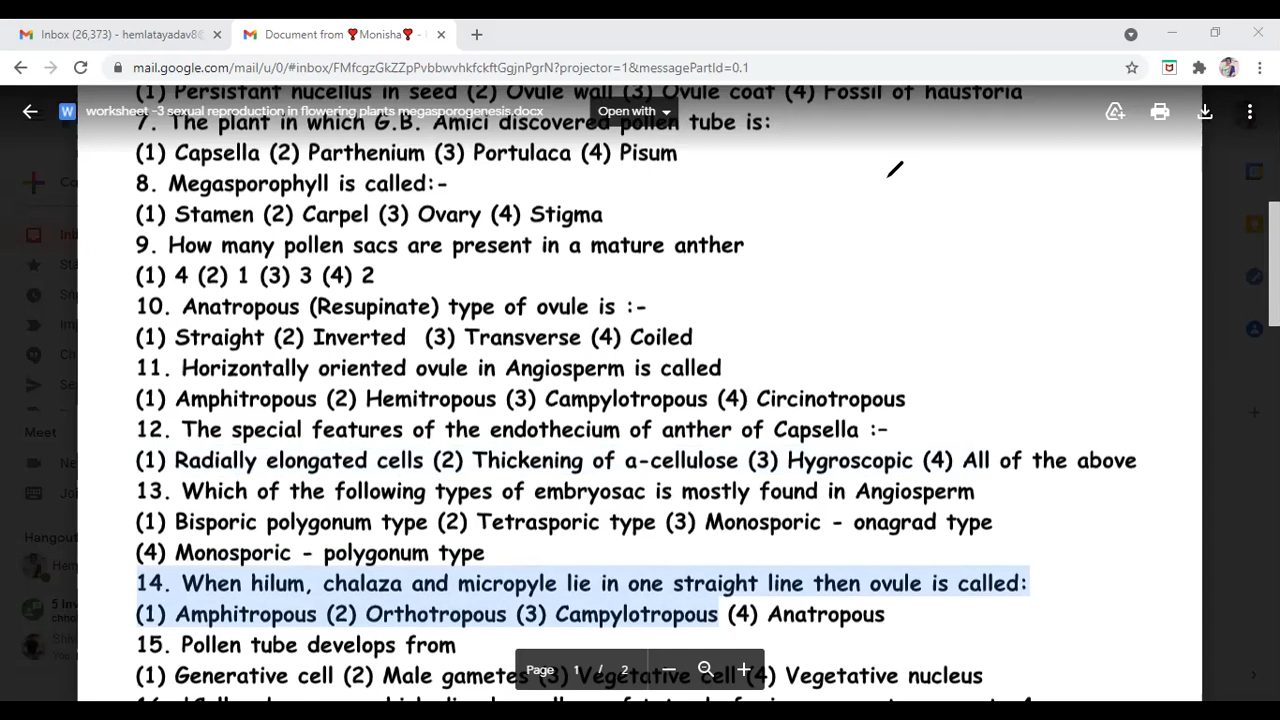 Inbox (26,373) - hemlatayadav8@
Document from ❣Monisha❣ -
mail.google.com/mail/u/0/#inbox/FMfcgzGkZZpPvbbwvhkfckftGgjnPgrN?projector=1&messagePartId=0.1
(1) Persistant nucellus in seed (2) Ovule wall (3) Ovule coat (4) Fossil of haustoria
worksheet -3 sexual reproduction in flowering plants megasporogenesis.docx
Open with
7. The plant in which G.B. Amici discovered pollen tube is:
(1) Capsella (2) Parthenium (3) Portulaca (4) Pisum
8. Megasporophyll is called:-
(1) Stamen (2) Carpel (3) Ovary (4) Stigma
9. How many pollen sacs are present in a mature anther
(1) 4 (2) 1 (3) 3 (4) 2
10. Anatropous (Resupinate) type of ovule is :-
(1) Straight (2) Inverted (3) Transverse (4) Coiled
11. Horizontally oriented ovule in Angiosperm is called
(1) Amphitropous (2) Hemitropous (3) Campylotropous (4) Circinotropous
12. The special features of the endothecium of anther of Capsella :-
(1) Radially elongated cells (2) Thickening of a-cellulose (3) Hygroscopic (4) All of the above
13. Which of the following types of embryosac is mostly found in Angiosperm
(1) Bisporic polygonum type (2) Tetrasporic type (3) Monosporic - onagrad type
(4) Monosporic - polygonum type
14. When hilum, chalaza and micropyle lie in one straight line then ovule is called:
(1) Amphitropous (2) Orthotropous (3) Campylotropous (4) Anatropous
15. Pollen tube develops from
(1) Generative cell (2) Male gametes (3) Vegetative cell (4) Vegetative nucleus
Page 1 / 2
Meet
Hangout